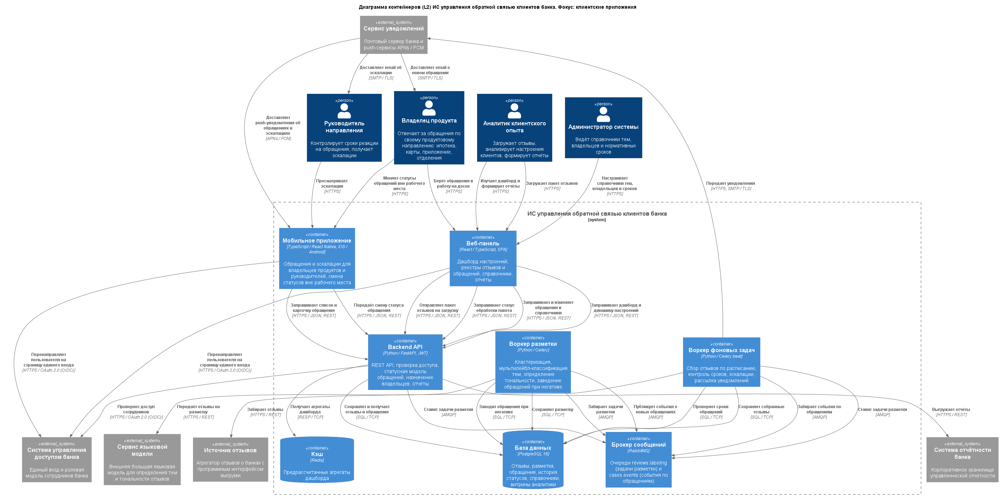 Диаграмма контейнеров (L2) ИС управления обратной связью клиентов банка. Фокус: клиентские приложения
«external_system»
Сервис уведомлений
Почтовый сервер банка и
push-сервисы APNs / FCM
Доставляет email об
эскалации
[SMTP / TLS]
Доставляет email о
новом обращении
[SMTP / TLS]
Доставляет
push-уведомления об
обращениях и
эскалациях
[APNs / FCM]
«person»
Руководитель
направления
Контролирует сроки реакции
на обращения, получает
эскалации
«person»
Владелец продукта
Отвечает за обращения по
своему продуктовому
направлению: ипотека,
карты, приложение,
отделения
«person»
Аналитик клиентского
опыта
Загружает отзывы,
анализирует настроения
клиентов, формирует отчёты
«person»
Администратор системы
Ведёт справочники тем,
владельцев и нормативных
сроков
Просматривает
эскалации
[HTTPS]
Меняет статусы
обращений вне рабочего
места
[HTTPS]
Берёт обращения в
работу на доске
[HTTPS]
Изучает дашборд и
формирует отчёты
[HTTPS]
Загружает пакет отзывов
[HTTPS]
Настраивает
справочники тем,
владельцев и сроков
[HTTPS]
Передаёт уведомления
[HTTPS, SMTP / TLS]
ИС управления обратной связью клиентов банка
[system]
«container»
Мобильное приложение
[TypeScript / React Native, iOS /
Android]
Обращения и эскалации для
владельцев продуктов и
руководителей, смена
статусов вне рабочего места
«container»
Веб-панель
[React / TypeScript, SPA]
Дашборд настроений,
реестры отзывов и
обращений, справочники,
отчёты
Запрашивает список и
карточку обращения
[HTTPS / JSON, REST]
Передаёт смену статуса
обращения
[HTTPS / JSON, REST]
Отправляет пакет
отзывов на загрузку
[HTTPS / JSON, REST]
Запрашивает статус
обработки пакета
[HTTPS / JSON, REST]
Запрашивает и изменяет
обращения и
справочники
[HTTPS / JSON, REST]
Запрашивает дашборд и
динамику настроений
[HTTPS / JSON, REST]
Перенаправляет
пользователя на
страницу единого входа
[HTTPS / OAuth 2.0 (OIDC)]
Перенаправляет
пользователя на
страницу единого входа
[HTTPS / OAuth 2.0 (OIDC)]
«container»
Backend API
[Python / FastAPI, JWT]
REST API, проверка доступа,
статусная модель
обращений, назначение
владельцев, отчёты
«container»
Воркер разметки
[Python / Celery]
Кластеризация,
мультилейбл-классификация
тем, определение
тональности, заведение
обращений при негативе
«container»
Воркер фоновых задач
[Python / Celery beat]
Сбор отзывов по расписанию,
контроль сроков, эскалации,
рассылка уведомлений
Проверяет доступ
сотрудников
[HTTPS / OAuth 2.0 (OIDC)]
Передаёт отзывы на
разметку
[HTTPS / REST]
Забирает отзывы
[HTTPS / REST]
Получает агрегаты
дашборда
[RESP / TCP]
Сохраняет и получает
отзывы и обращения
[SQL / TCP]
Ставит задачи разметки
[AMQP]
Заводит обращения при
негативе
[SQL / TCP]
Сохраняет разметку
[SQL / TCP]
Забирает задачи
разметки
[AMQP]
Публикует события о
новых обращениях
[AMQP]
Проверяет сроки
обращений
[SQL / TCP]
Сохраняет собранные
отзывы
[SQL / TCP]
Забирает события по
обращениям
[AMQP]
Ставит задачи разметки
[AMQP]
Выгружает отчёты
[HTTPS / REST]
«external_system»
Система управления
доступом банка
Единый вход и ролевая
модель сотрудников банка
«external_system»
Сервис языковой
модели
Внешняя большая языковая
модель для определения тем
и тональности отзывов
«external_system»
Источник отзывов
Агрегатор отзывов о банках с
программным интерфейсом
выгрузки
«container»
Кэш
[Redis]
Предрассчитанные агрегаты
дашборда
«container»
База данных
[PostgreSQL 16]
Отзывы, разметка,
обращения, история
статусов, справочники,
витрины аналитики
«container»
Брокер сообщений
[RabbitMQ]
Очереди reviews.labeling
(задачи разметки) и
cases.events (события по
обращениям)
«external_system»
Система отчётности
банка
Корпоративное хранилище
управленческой отчётности